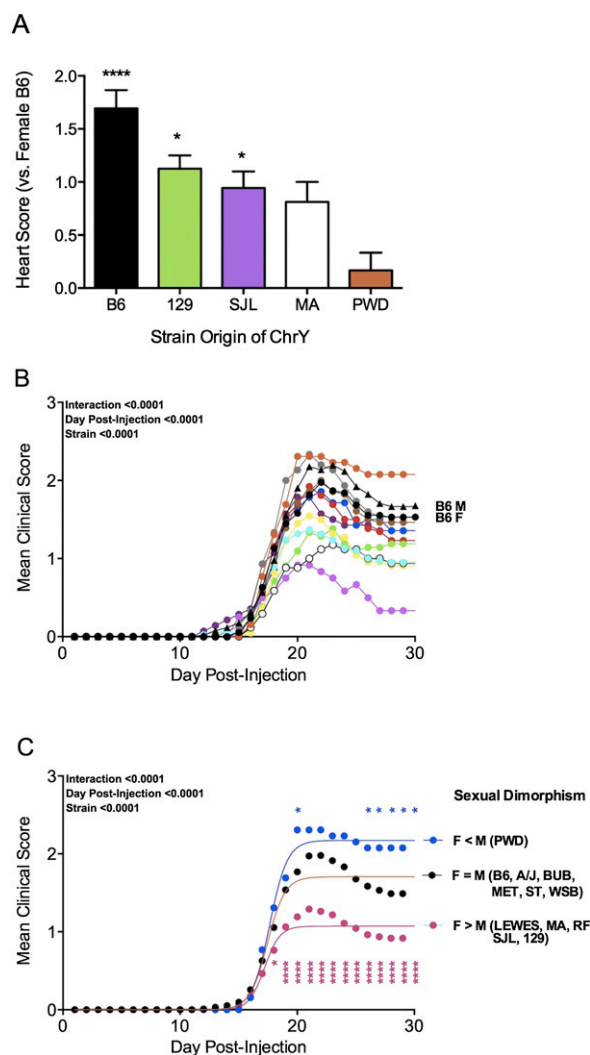 A
Heart Score (vs. Female B6)
2.0
1.5
1.0
0.5
0.0
****
*
*
B6 129 SJL MA PWD
Strain Origin of ChrY
B
Interaction <0.0001
Day Post-Injection <0.0001
Strain <0.0001
Mean Clinical Score
3
2
1
0
B6 M
B6 F
0 10 20 30
Day Post-Injection
C
Interaction <0.0001
Day Post-Injection <0.0001
Strain <0.0001
Mean Clinical Score
3
2
1
0
* * * * * *
Sexual Dimorphism
F < M (PWD)
F = M (B6, A/J, BUB,
MET, ST, WSB)
F > M (LEWES, MA, RF
SJL, 129)
0 10 20 30
Day Post-Injection